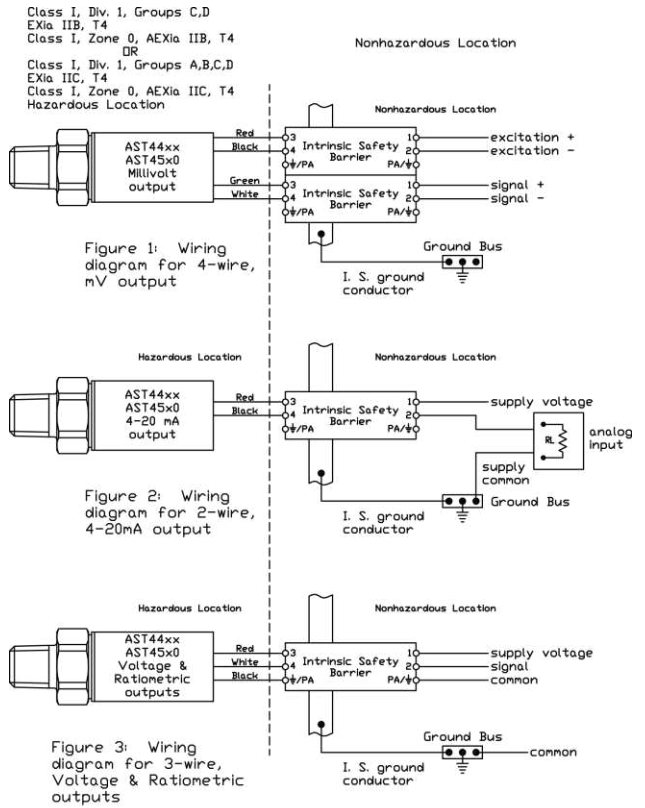 Class I, Div. 1, Groups C,D
EXia IIB, T4
Class I, Zone 0, AEXia IIB, T4
OR
Class I, Div. 1, Groups A,B,C,D
EXia IIC, T4
Class I, Zone 0, AEXia IIC, T4
Hazardous Location
Nonhazardous Location
Nonhazardous Location
AST44xx
AST45x0
Millivolt
output
Red
Black
Green
White
3
4
⏚/PA
Intrinsic Safety
Barrier
1
2
PA/⏚
3
4
⏚/PA
Intrinsic Safety
Barrier
1
2
PA/⏚
excitation +
excitation -
signal +
signal -
Ground Bus
I. S. ground
conductor
Figure 1: Wiring
diagram for 4-wire,
mV output
Hazardous Location
Nonhazardous Location
AST44xx
AST45x0
4-20 mA
output
Red
Black
3
4
⏚/PA
Intrinsic Safety
Barrier
1
2
PA/⏚
supply voltage
RL
analog
input
supply
common
Ground Bus
I. S. ground
conductor
Figure 2: Wiring
diagram for 2-wire,
4-20mA output
Hazardous Location
Nonhazardous Location
AST44xx
AST45x0
Voltage &
Ratiometric
outputs
Red
White
Black
3
4
⏚/PA
Intrinsic Safety
Barrier
1
2
PA/⏚
supply voltage
signal
common
Ground Bus
common
I. S. ground
conductor
Figure 3: Wiring
diagram for 3-wire,
Voltage & Ratiometric
outputs